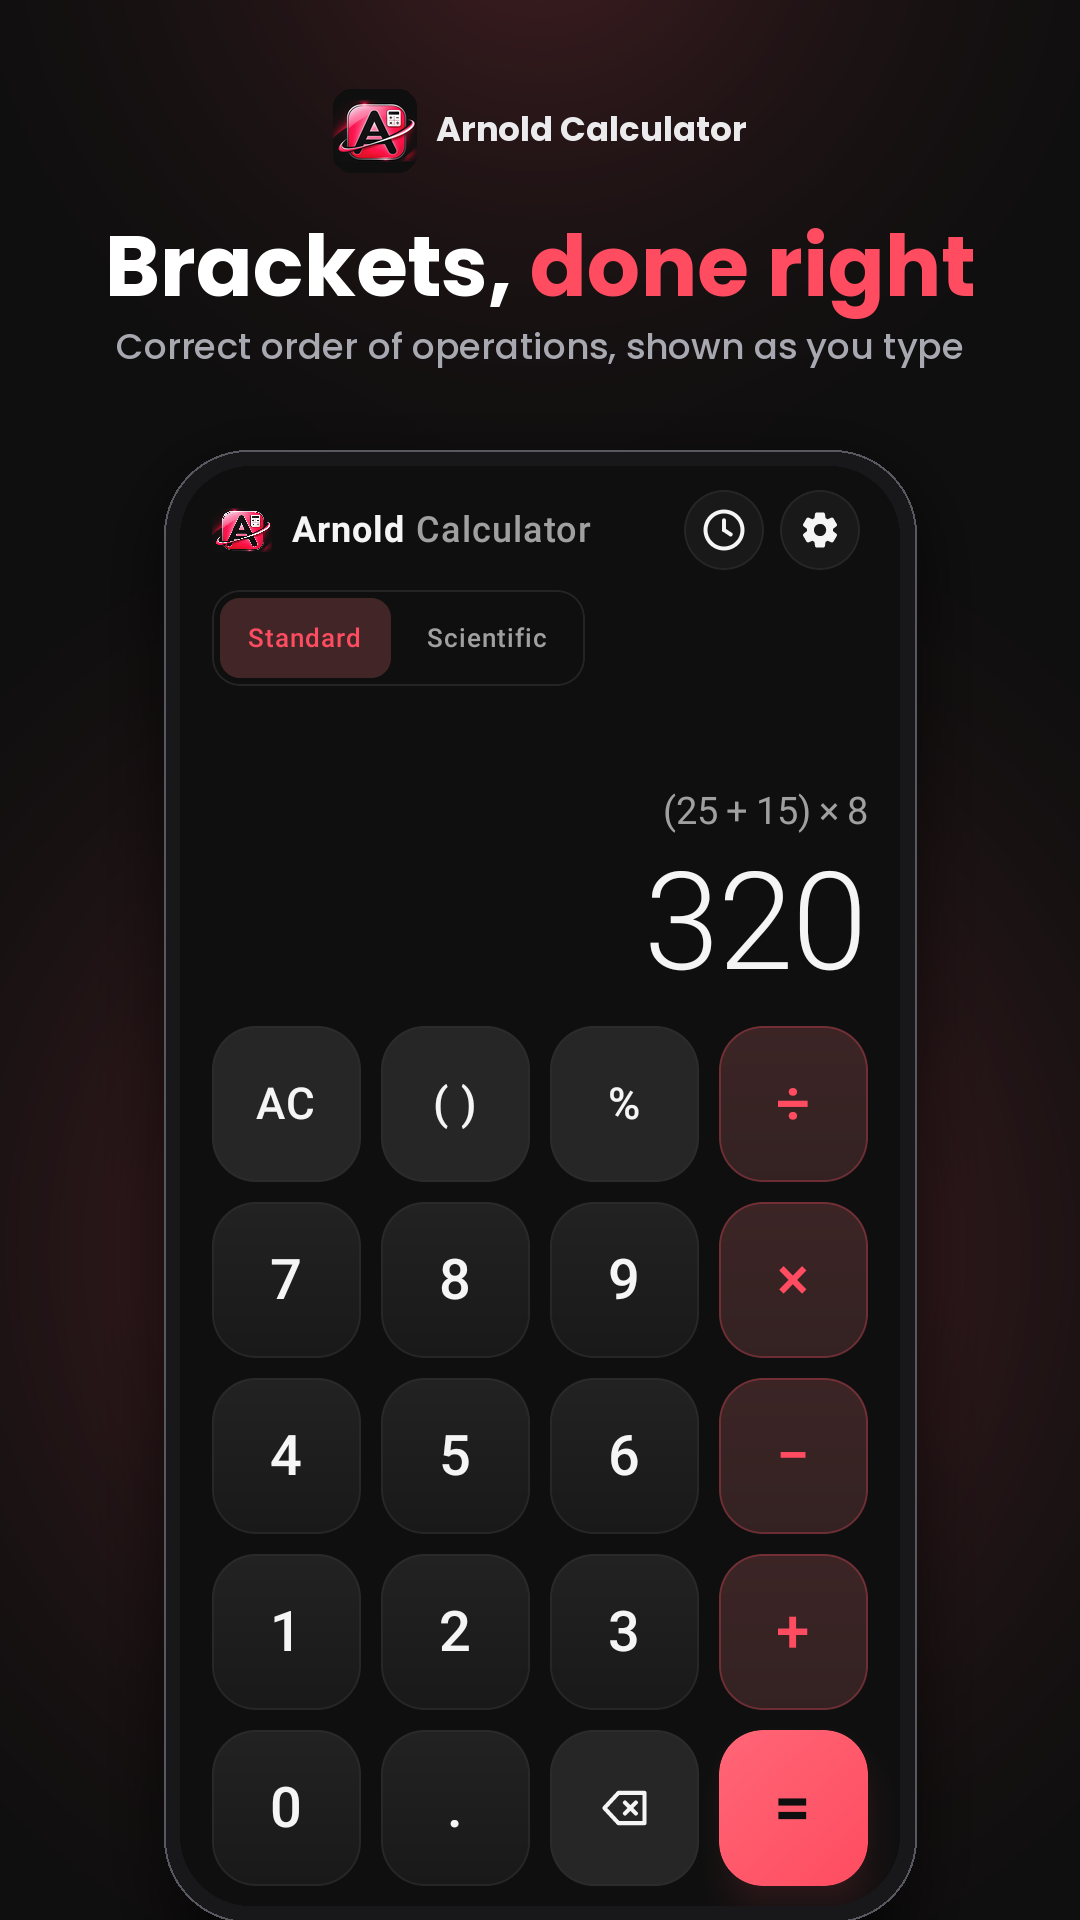 Arnold Calculator
Brackets, done right
Correct order of operations, shown as you type
Arnold Calculator
Standard Scientific
(25 + 15) × 8
320
AC ( ) % ÷
7 8 9 ×
4 5 6 −
1 2 3 +
0 . =